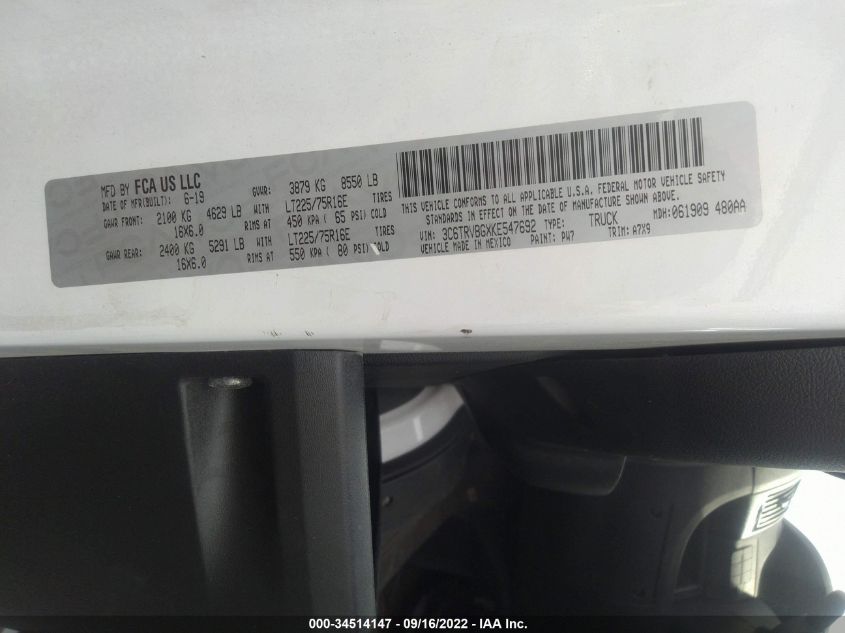 MFD BY FCA US LLC
DATE OF MFR(BUILT): 6-19 GVWR: 3879 KG 8550 LB
GAWR FRONT: 2100 KG 4629 LB WITH LT225/75R16E TIRES
16X6.0 RIMS AT 450 KPA ( 65 PSI) COLD
GAWR REAR: 2400 KG 5291 LB WITH LT225/75R16E TIRES
16X6.0 RIMS AT 550 KPA ( 80 PSI) COLD
THIS VEHICLE CONFORMS TO ALL APPLICABLE U.S.A. FEDERAL MOTOR VEHICLE SAFETY
STANDARDS IN EFFECT ON THE DATE OF MANUFACTURE SHOWN ABOVE.
VIN: 3C6TRVBGXKE547692 TYPE: TRUCK MDH: 061909 480AA
VEHICLE MADE IN MEXICO PAINT: PW7 TRIM: A7X9
000-34514147 - 09/16/2022 - IAA Inc.